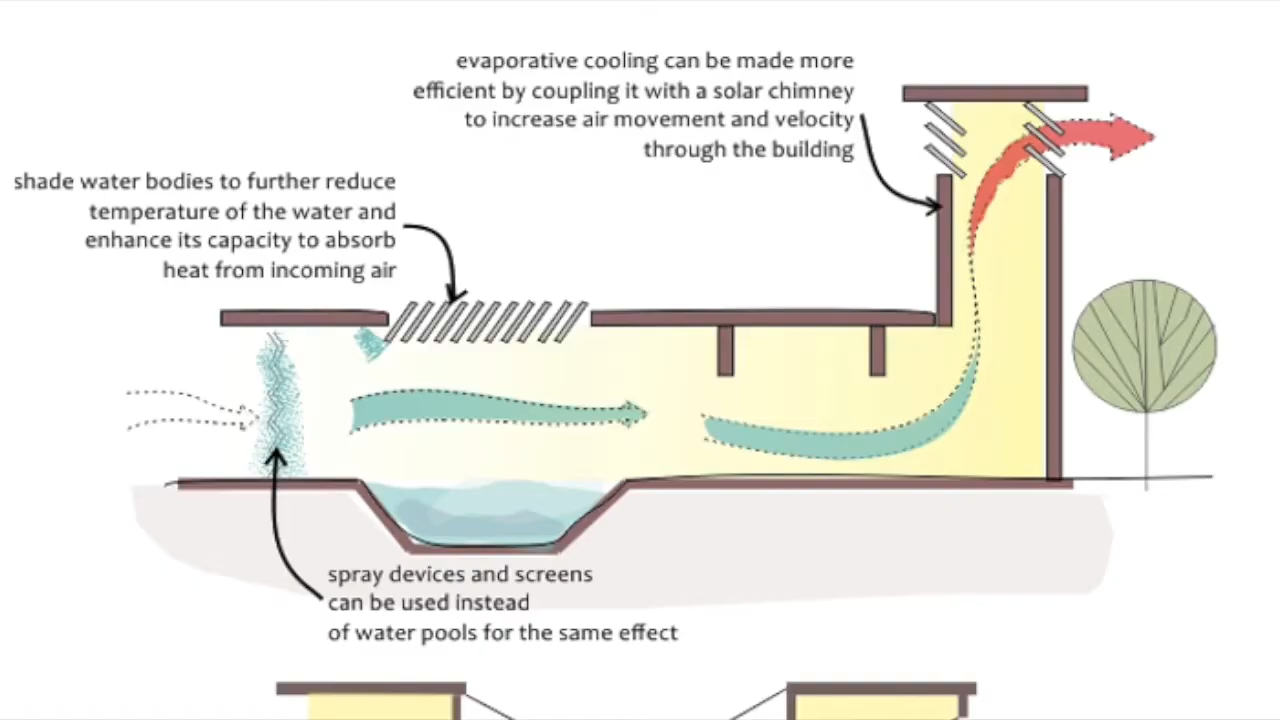 evaporative cooling can be made more
efficient by coupling it with a solar chimney
to increase air movement and velocity
through the building
shade water bodies to further reduce
temperature of the water and
enhance its capacity to absorb
heat from incoming air
spray devices and screens
can be used instead
of water pools for the same effect